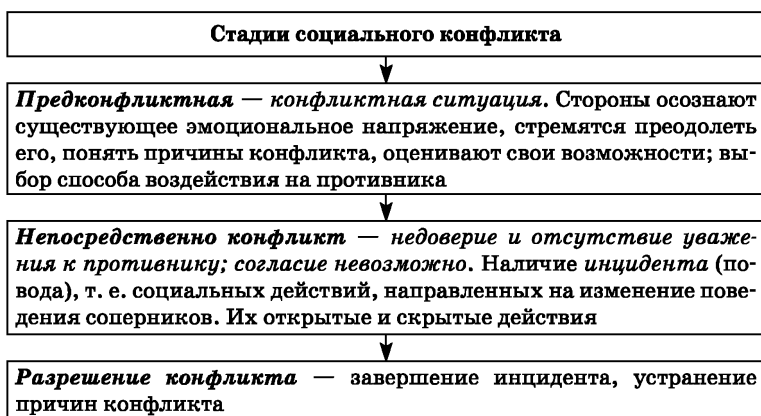 Стадии социального конфликта
Предконфликтная — конфликтная ситуация. Стороны осознают
существующее эмоциональное напряжение, стремятся преодолеть
его, понять причины конфликта, оценивают свои возможности; вы-
бор способа воздействия на противника
Непосредственно конфликт — недоверие и отсутствие уваже-
ния к противнику; согласие невозможно. Наличие инцидента (по-
вода), т. е. социальных действий, направленных на изменение пове-
дения соперников. Их открытые и скрытые действия
Разрешение конфликта — завершение инцидента, устранение
причин конфликта